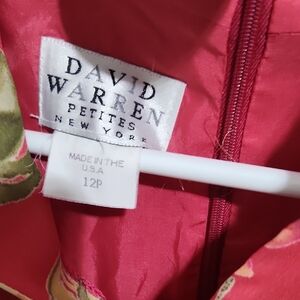 DAVID
WARREN
PETITES
NEW YORK
MADE IN THE
U.S.A
12P